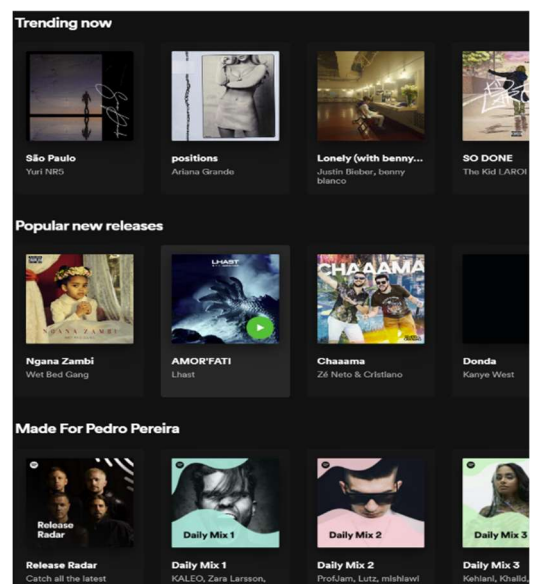 Trending now
São Paulo
Yuri NR5
positions
Ariana Grande
Lonely (with benny...
Justin Bieber, benny
blanco
SO DONE
The Kid LAROI
Popular new releases
NGANA ZAMBI
Ngana Zambi
Wet Bed Gang
LHAST
AMOR'FATI
Lhast
CHAAAMA
Chaaama
Zé Neto & Cristiano
Donda
Kanye West
Made For Pedro Pereira
Release
Radar
Release Radar
Catch all the latest
Daily Mix 1
Daily Mix 1
KALEO, Zara Larsson,
Daily Mix 2
Daily Mix 2
ProfJam, Lutz, mishlawi
Daily Mix 3
Daily Mix 3
Kehlani, Khalid,